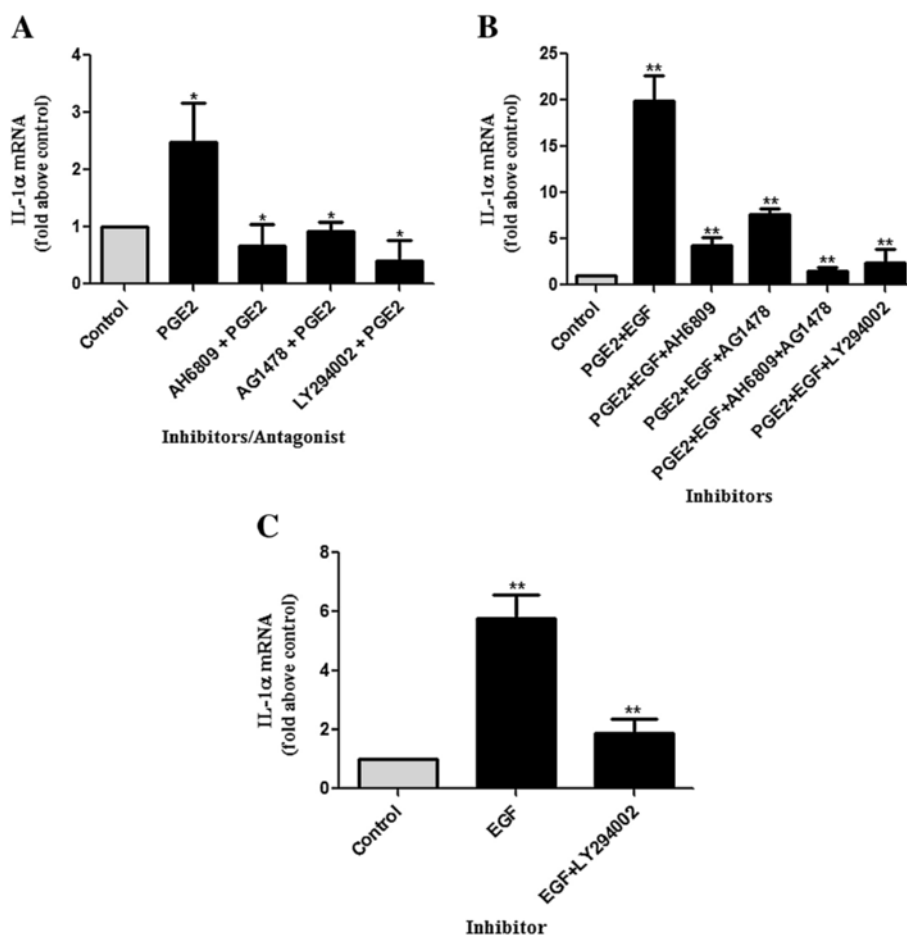 A
IL-1α mRNA
(fold above control)
4
3
2
1
0
*
*
*
*
Control
PGE2
AH6809 + PGE2
AG1478 + PGE2
LY294002 + PGE2
Inhibitors/Antagonist
B
IL-1α mRNA
(fold above control)
25
20
15
10
5
0
**
**
**
**
**
Control
PGE2+EGF
PGE2+EGF+AH6809
PGE2+EGF+AG1478
PGE2+EGF+AH6809+AG1478
PGE2+EGF+LY294002
Inhibitors
C
IL-1α mRNA
(fold above control)
8
6
4
2
0
**
**
Control
EGF
EGF+LY294002
Inhibitor